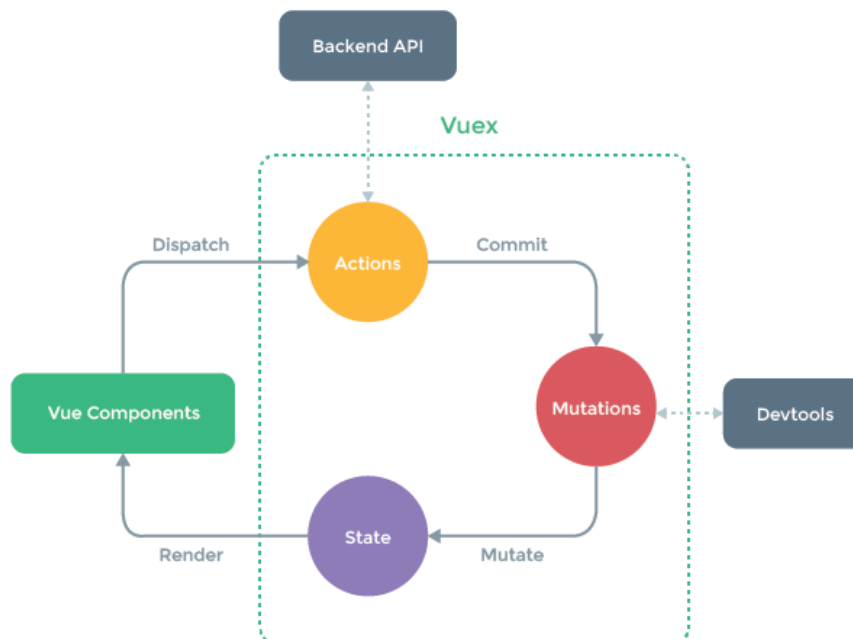 Backend API
Vuex
Dispatch
Commit
Actions
Vue Components
Mutations
Devtools
State
Render
Mutate